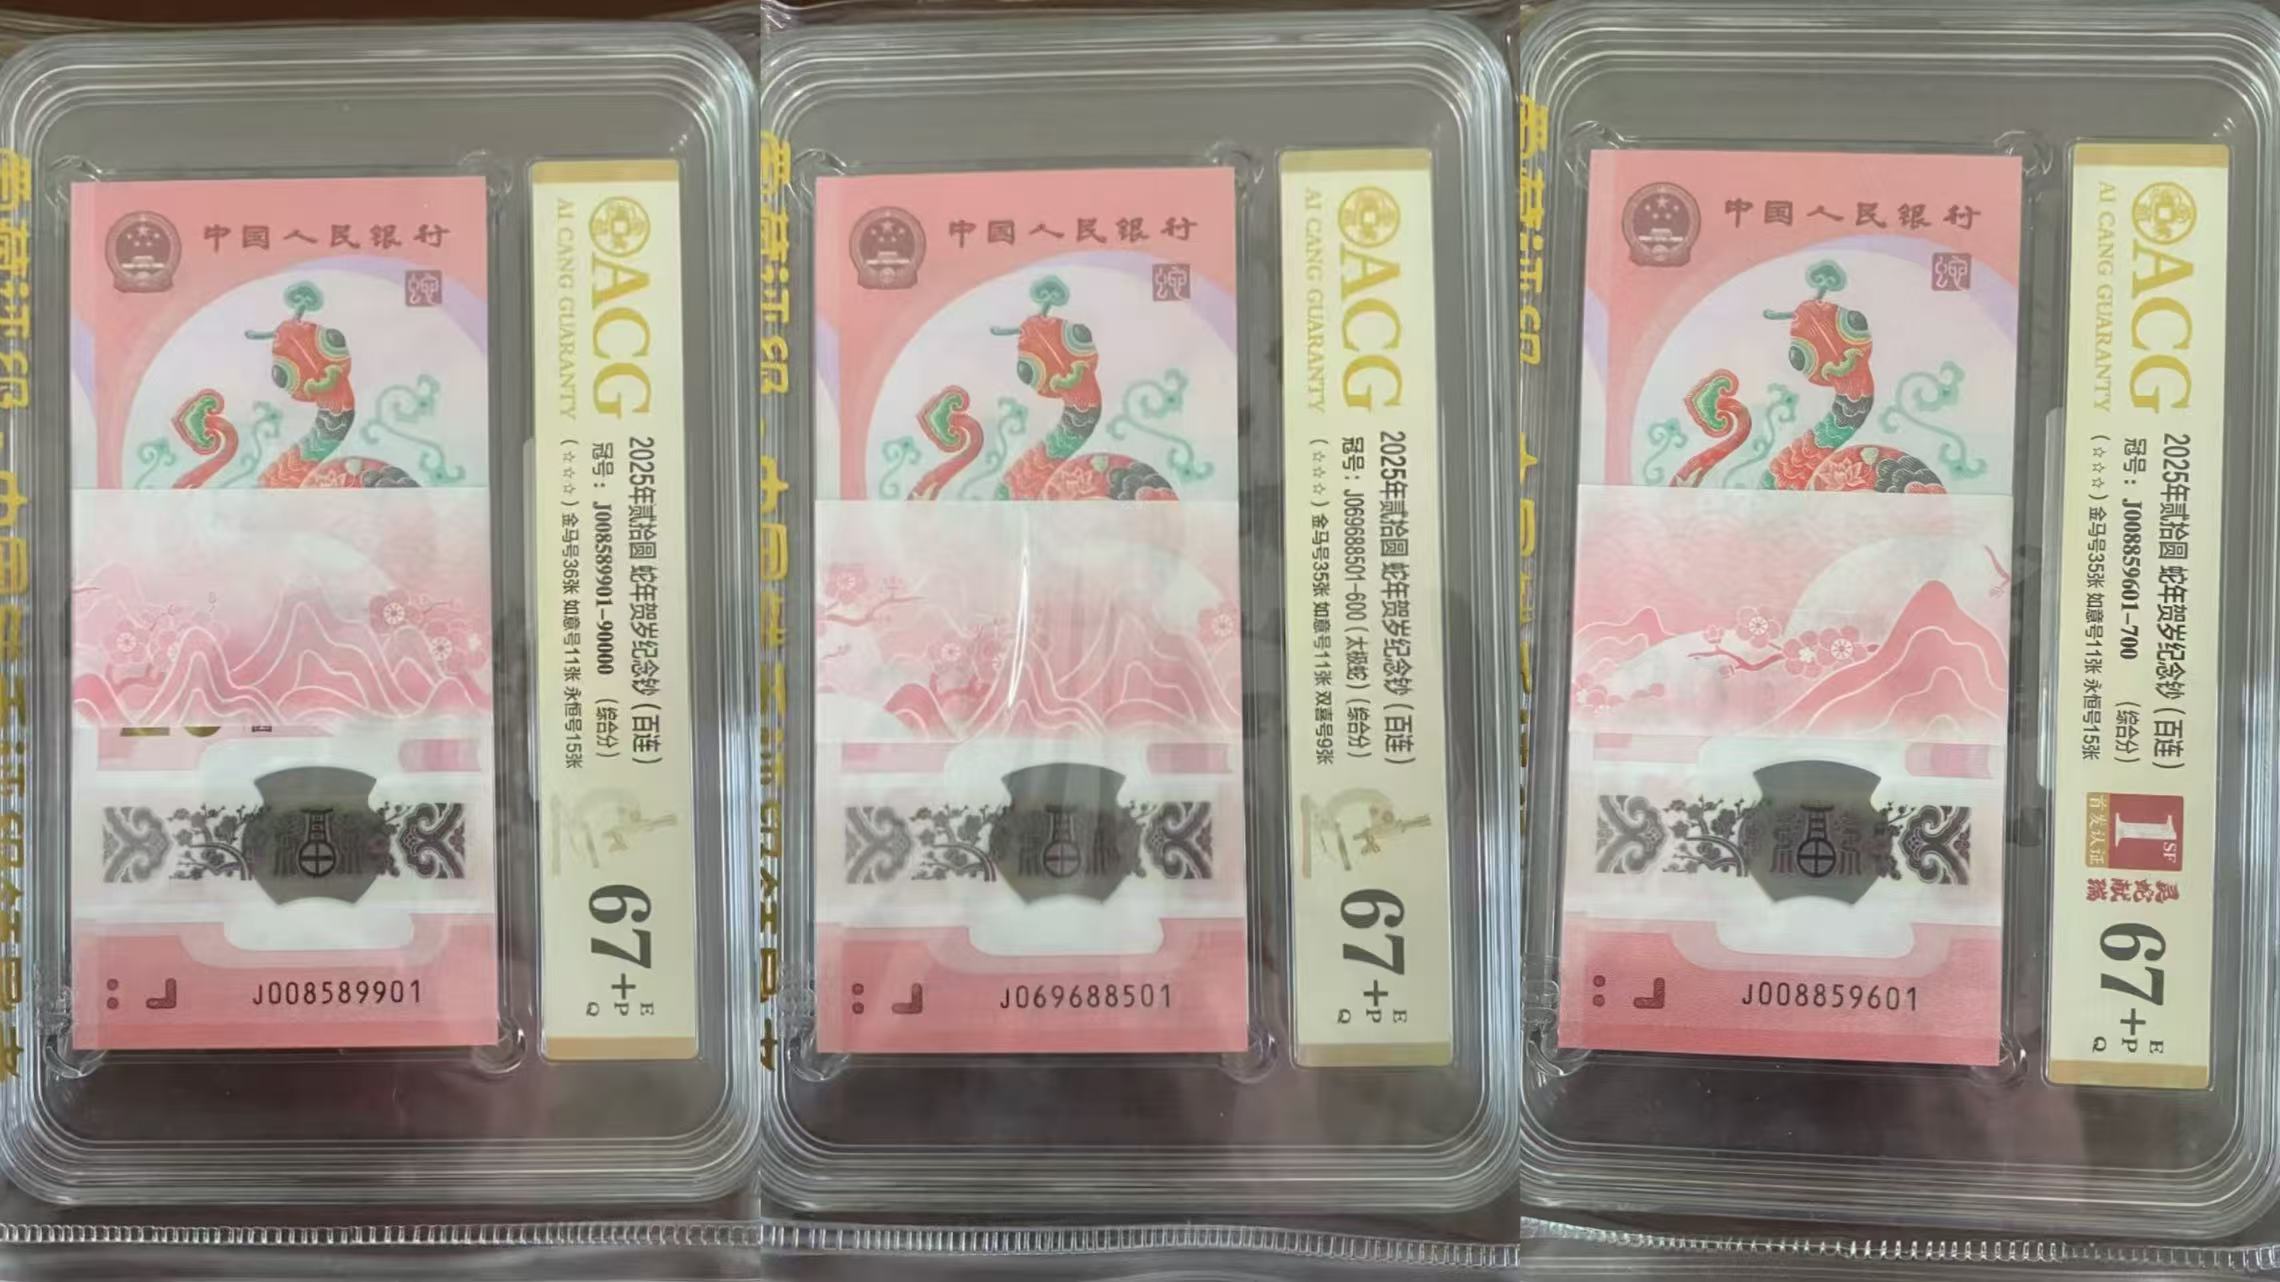 中国人民银行
J008589901
ACG
AI CANG GUARANTY
2025年贰拾圆 蛇年贺岁纪念钞（百连）
冠号：J008589901-90000 （综合分）
（☆☆☆）金马号36张 如意号11张 永恒号15张
67+
E
P
Q
中国人民银行
J069688501
ACG
AI CANG GUARANTY
2025年贰拾圆 蛇年贺岁纪念钞（百连）
冠号：J069688501-600（太极蛇）（综合分）
（☆☆☆）金马号35张 如意号11张 双喜号9张
67+
E
P
Q
中国人民银行
J008859601
ACG
AI CANG GUARANTY
2025年贰拾圆 蛇年贺岁纪念钞（百连）
冠号：J008859601-700 （综合分）
（☆☆☆）金马号35张 如意号11张 永恒号15张
1 SF
首发认证
灵蛇献瑞
67+
E
P
Q